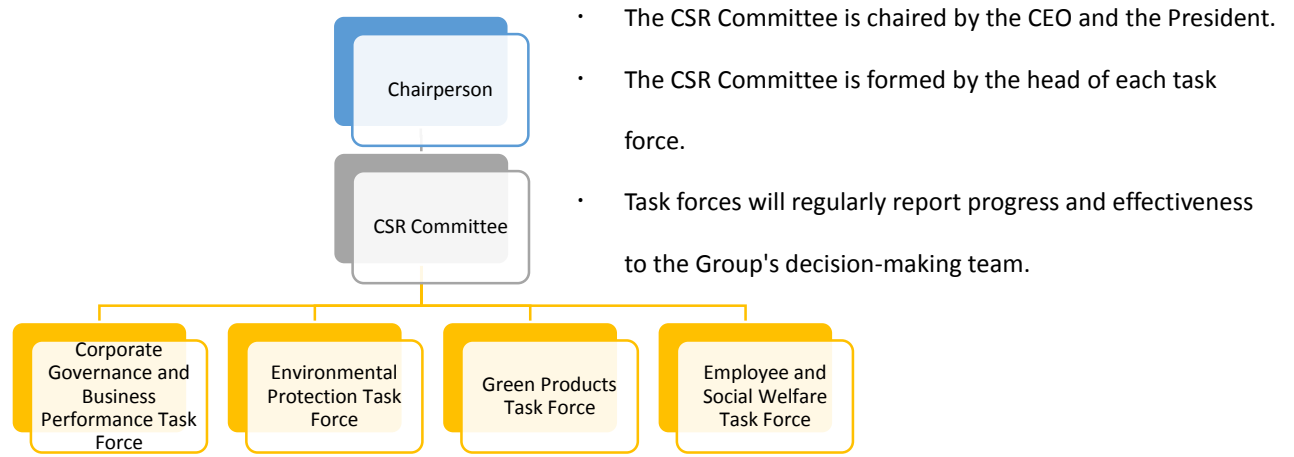 Chairperson
CSR Committee
· The CSR Committee is chaired by the CEO and the President.
· The CSR Committee is formed by the head of each task
force.
· Task forces will regularly report progress and effectiveness
to the Group's decision-making team.
Corporate
Governance and
Business
Performance Task
Force
Environmental
Protection Task
Force
Green Products
Task Force
Employee and
Social Welfare
Task Force